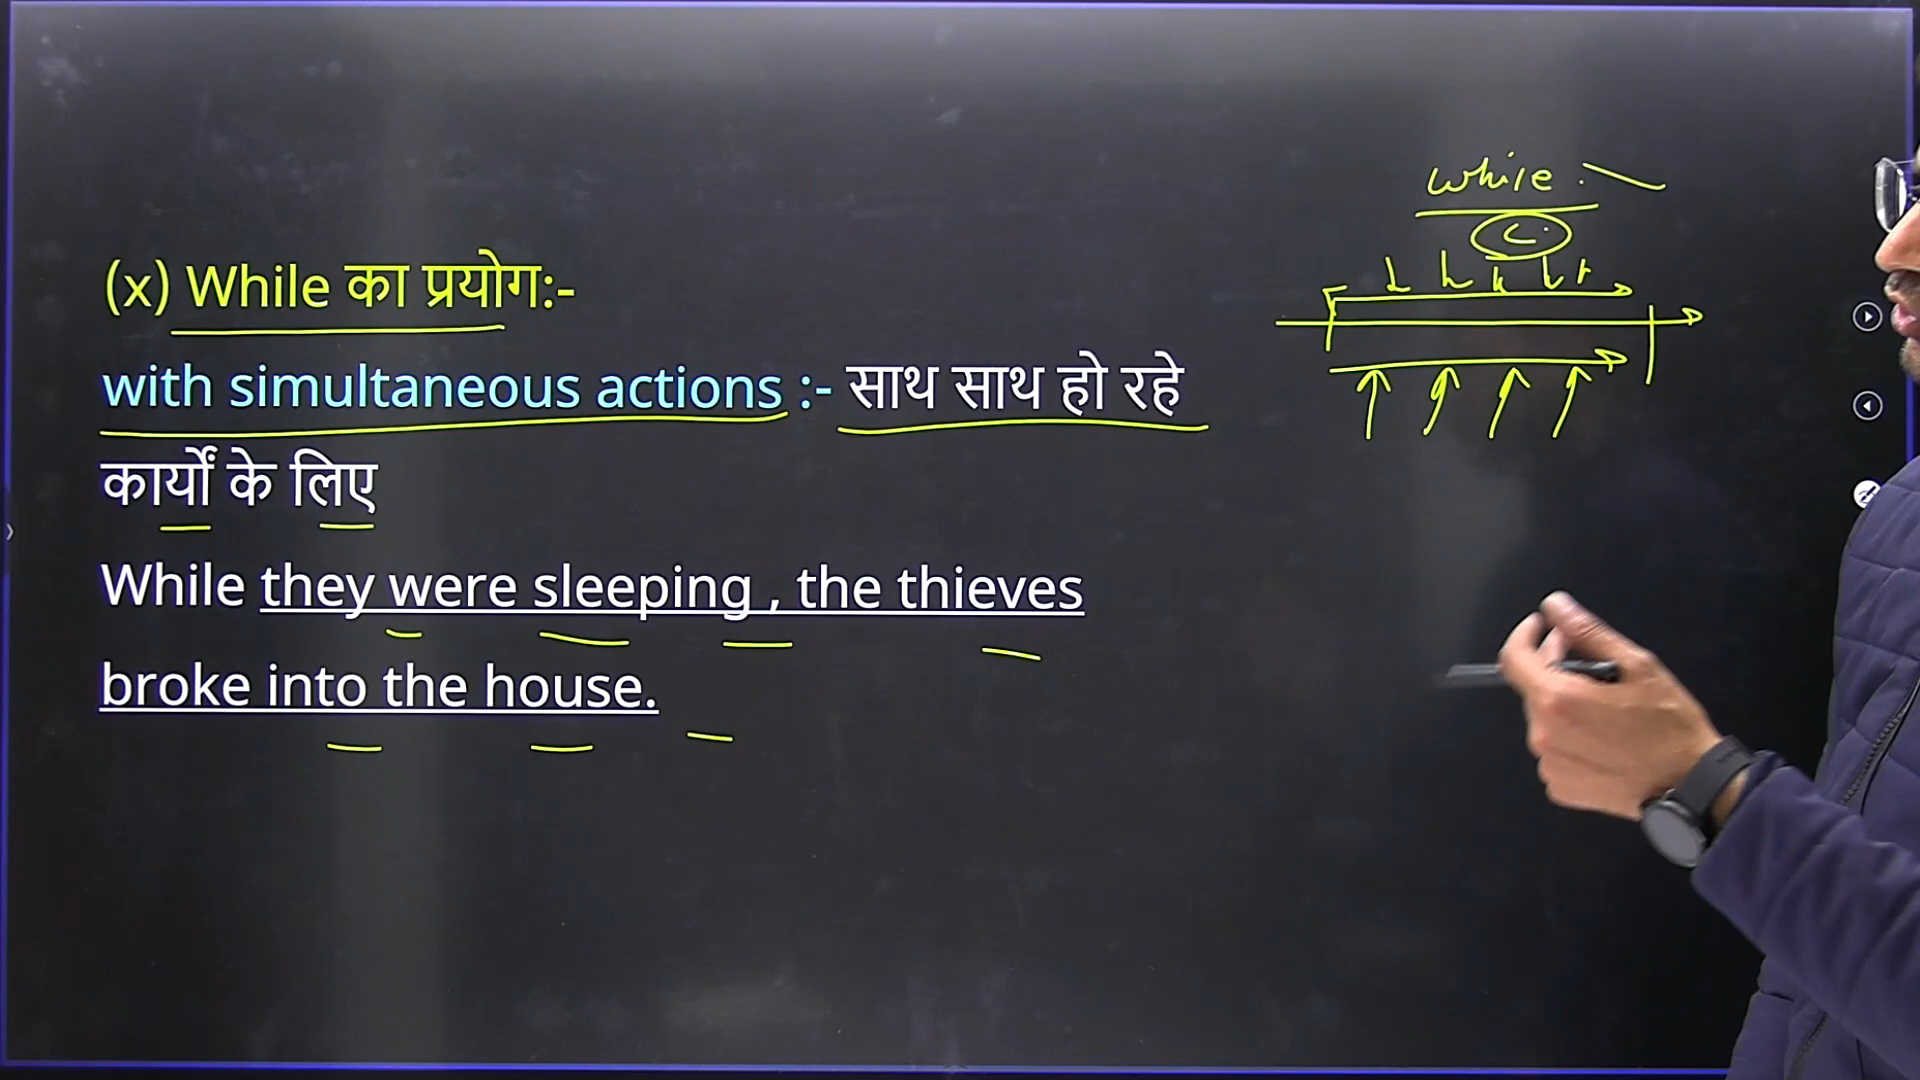 (x) While का प्रयोग:-
with simultaneous actions :- साथ साथ हो रहे
कार्यों के लिए
While they were sleeping , the thieves
broke into the house.
while